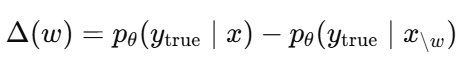 Δ(w) = p_θ(y_true | x) − p_θ(y_true | x_\w)